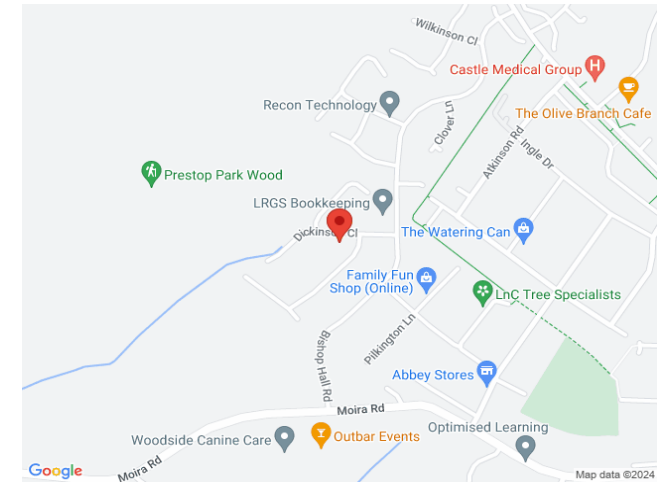 Wilkinson Cl
Castle Medical Group
H
The Olive Branch Cafe
Recon Technology
Clover Ln
Atkinson Rd
Ingle Dr
Prestop Park Wood
LRGS Bookkeeping
Dickinson Cl
The Watering Can
Family Fun
Shop (Online)
LnC Tree Specialists
Bishop Hall Rd
Pilkington Ln
Abbey Stores
Moira Rd
Optimised Learning
Woodside Canine Care
Outbar Events
Moira Rd
Google
Map data ©2024